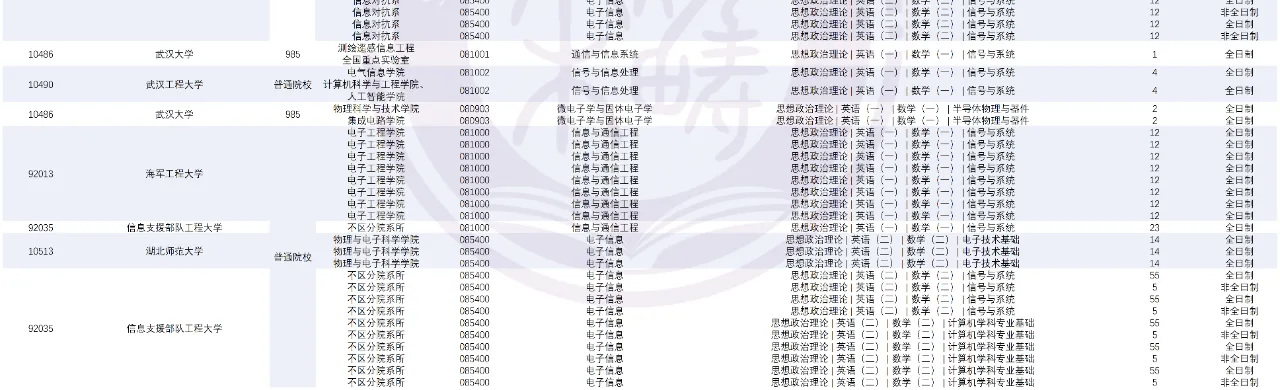 信息对抗系 085400 电子信息 思想政治理论 | 英语（二）| 数学（二）| 信号与系统 12 全日制
信息对抗系 085400 电子信息 思想政治理论 | 英语（二）| 数学（二）| 信号与系统 12 非全日制
信息对抗系 085400 电子信息 思想政治理论 | 英语（二）| 数学（二）| 信号与系统 12 全日制
信息对抗系 085400 电子信息 思想政治理论 | 英语（二）| 数学（二）| 信号与系统 12 非全日制
10486 武汉大学 985 测绘遥感信息工程
全国重点实验室 081001 通信与信息系统 思想政治理论 | 英语（一）| 数学（一）| 信号与系统 1 全日制
10490 武汉工程大学 普通院校 电气信息学院 081002 信号与信息处理 思想政治理论 | 英语（一）| 数学（一）| 信号与系统 4 全日制
计算机科学与工程学院、
人工智能学院 081002 信号与信息处理 思想政治理论 | 英语（一）| 数学（一）| 信号与系统 4 全日制
10486 武汉大学 985 物理科学与技术学院 080903 微电子学与固体电子学 思想政治理论 | 英语（一）| 数学（一）| 半导体物理与器件 2 全日制
集成电路学院 080903 微电子学与固体电子学 思想政治理论 | 英语（一）| 数学（一）| 半导体物理与器件 2 全日制
电子工程学院 081000 信息与通信工程 思想政治理论 | 英语（一）| 数学（一）| 信号与系统 12 全日制
电子工程学院 081000 信息与通信工程 思想政治理论 | 英语（一）| 数学（一）| 信号与系统 12 全日制
电子工程学院 081000 信息与通信工程 思想政治理论 | 英语（一）| 数学（一）| 信号与系统 12 全日制
92013 海军工程大学 电子工程学院 081000 信息与通信工程 思想政治理论 | 英语（一）| 数学（一）| 信号与系统 12 全日制
电子工程学院 081000 信息与通信工程 思想政治理论 | 英语（一）| 数学（一）| 信号与系统 12 全日制
电子工程学院 081000 信息与通信工程 思想政治理论 | 英语（一）| 数学（一）| 信号与系统 12 全日制
电子工程学院 081000 信息与通信工程 思想政治理论 | 英语（一）| 数学（一）| 信号与系统 12 全日制
电子工程学院 081000 信息与通信工程 思想政治理论 | 英语（一）| 数学（一）| 信号与系统 12 全日制
92035 信息支援部队工程大学 不区分院系 081000 信息与通信工程 思想政治理论 | 英语（一）| 数学（一）| 信号与系统 23 全日制
物理与电子科学学院 085400 电子信息 思想政治理论 | 英语（二）| 数学（二）| 电子技术基础 14 全日制
10513 湖北师范大学 普通院校 物理与电子科学学院 085400 电子信息 思想政治理论 | 英语（二）| 数学（二）| 电子技术基础 14 全日制
物理与电子科学学院 085400 电子信息 思想政治理论 | 英语（二）| 数学（二）| 电子技术基础 14 全日制
不区分院系所 085400 电子信息 思想政治理论 | 英语（二）| 数学（二）| 信号与系统 55 全日制
不区分院系所 085400 电子信息 思想政治理论 | 英语（二）| 数学（二）| 信号与系统 5 非全日制
不区分院系所 085400 电子信息 思想政治理论 | 英语（二）| 数学（二）| 信号与系统 55 全日制
不区分院系所 085400 电子信息 思想政治理论 | 英语（二）| 数学（二）| 信号与系统 5 非全日制
92035 信息支援部队工程大学 不区分院系所 085400 电子信息 思想政治理论 | 英语（二）| 数学（二）| 计算机学科专业基础 55 全日制
不区分院系所 085400 电子信息 思想政治理论 | 英语（二）| 数学（二）| 计算机学科专业基础 5 非全日制
不区分院系所 085400 电子信息 思想政治理论 | 英语（二）| 数学（二）| 计算机学科专业基础 55 全日制
不区分院系所 085400 电子信息 思想政治理论 | 英语（二）| 数学（二）| 计算机学科专业基础 5 非全日制
不区分院系所 085400 电子信息 思想政治理论 | 英语（二）| 数学（二）| 计算机学科专业基础 55 全日制
不区分院系所 085400 电子信息 思想政治理论 | 英语（二）| 数学（二）| 计算机学科专业基础 5 非全日制